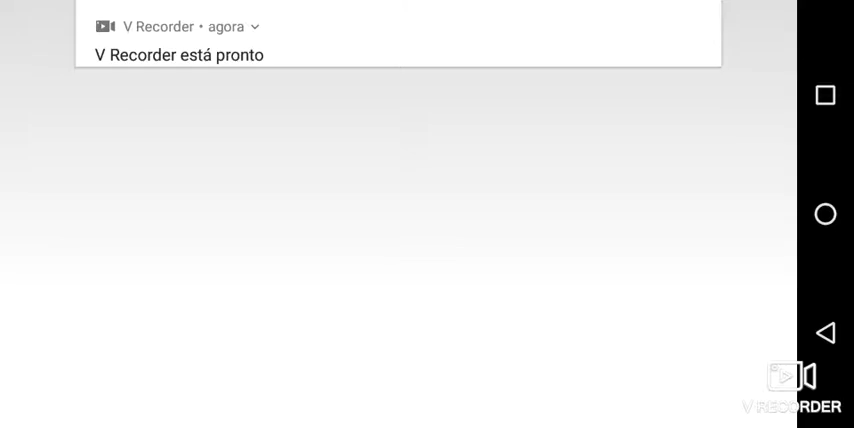 V Recorder • agora
V Recorder está pronto
V RECORDER